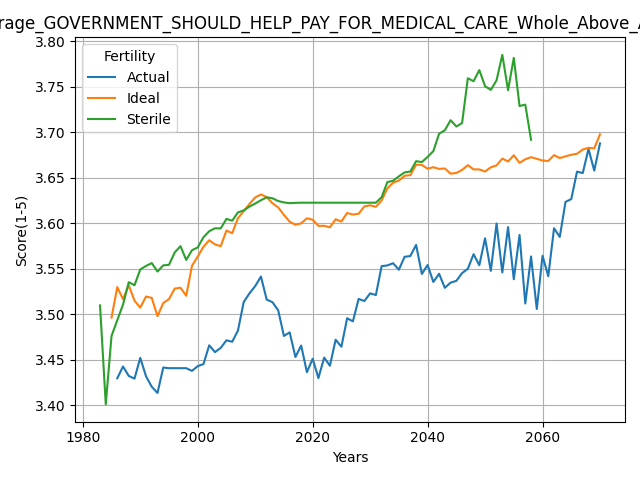 rage_GOVERNMENT_SHOULD_HELP_PAY_FOR_MEDICAL_CARE_Whole_Above_A
Fertility
Actual
Ideal
Sterile
Score(1-5)
3.80
3.75
3.70
3.65
3.60
3.55
3.50
3.45
3.40
1980
2000
2020
2040
2060
Years